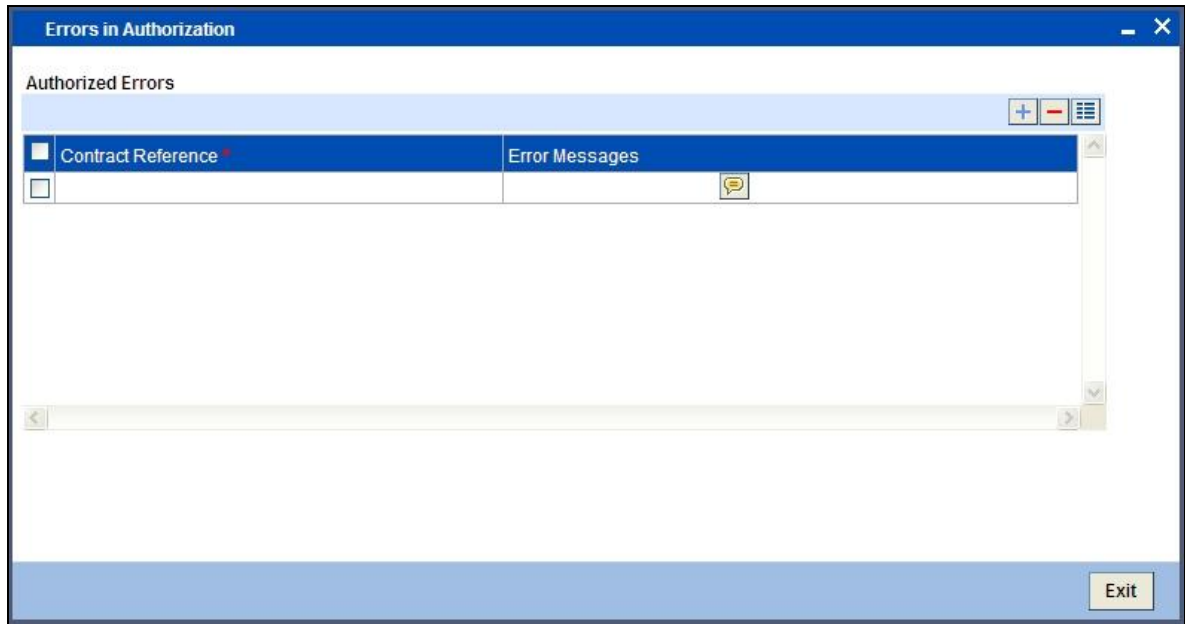 Errors in Authorization
Authorized Errors
Contract Reference * Error Messages
Exit